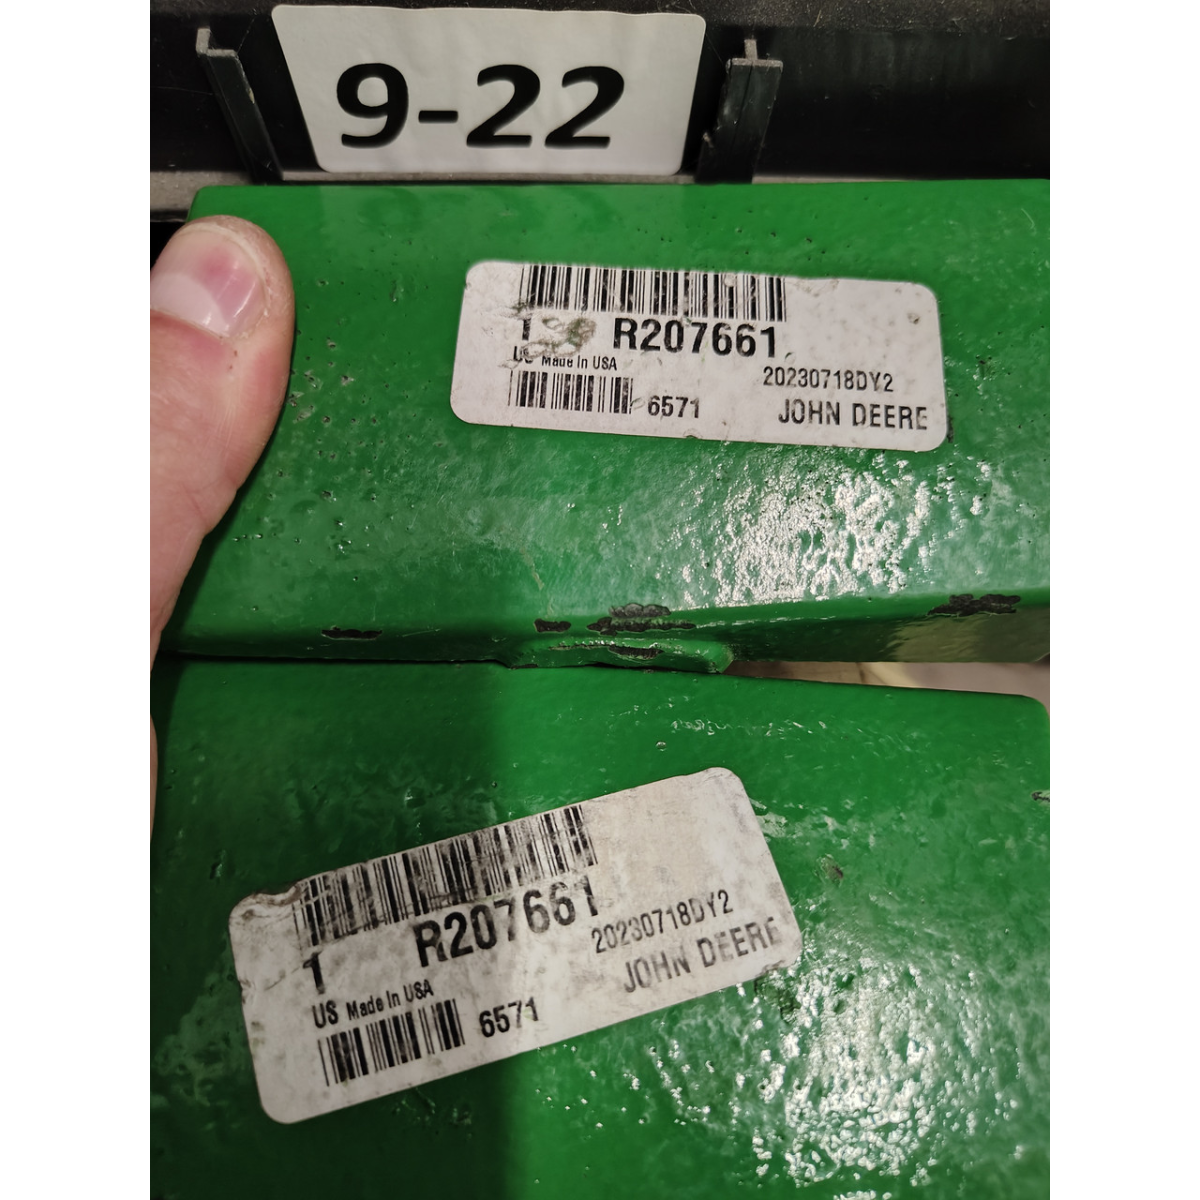 9-22
1 R207661
US Made In USA
20230718DY2
6571 JOHN DEERE
R207661
1
20230718DY2
US Made In USA
JOHN DEERE
6571